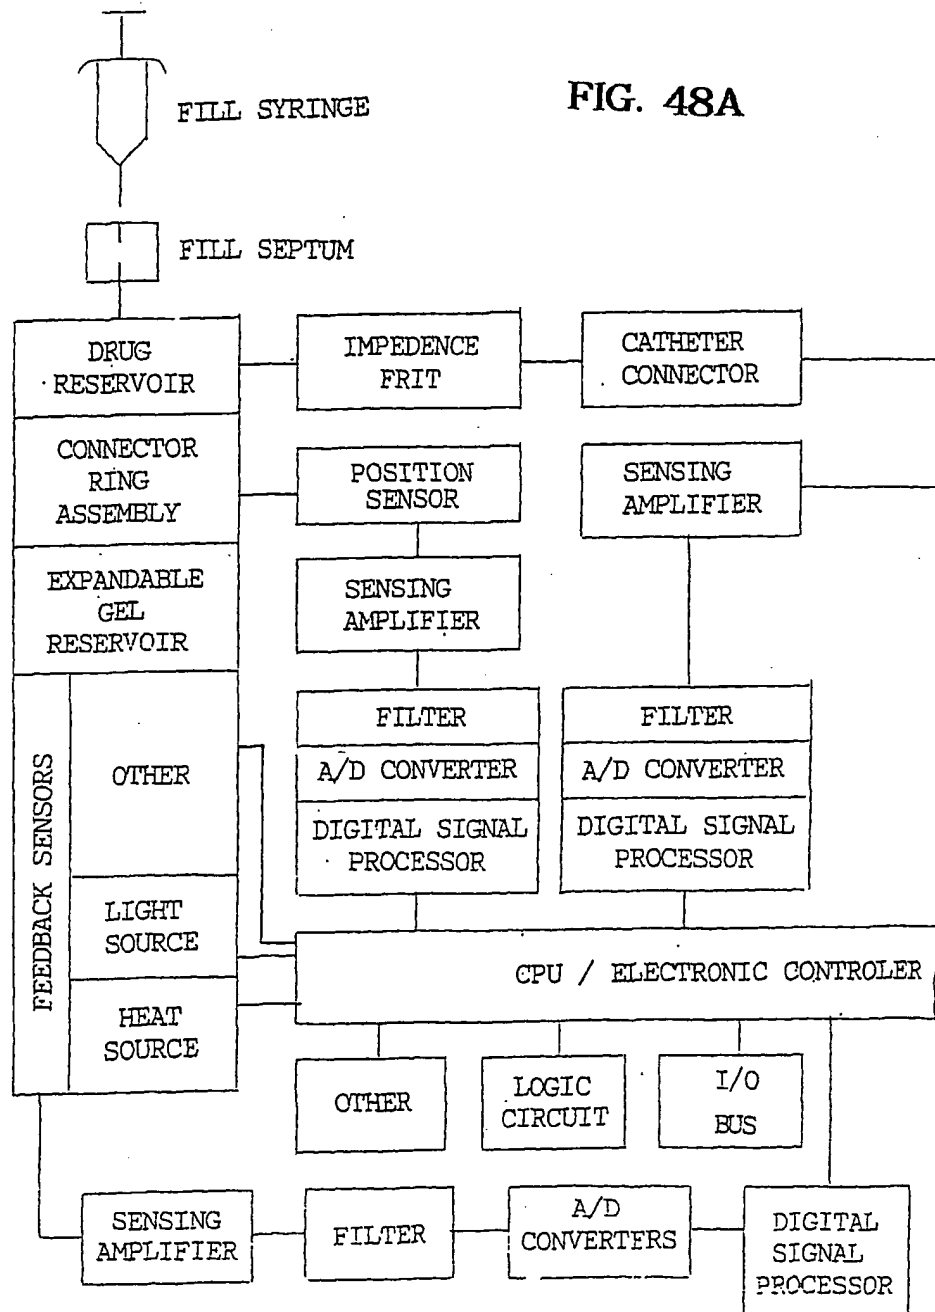 FIG. 48A
FILL SYRINGE
FILL SEPTUM
DRUG
RESERVOIR
IMPEDENCE
FRIT
CATHETER
CONNECTOR
CONNECTOR
RING
ASSEMBLY
POSITION
SENSOR
SENSING
AMPLIFIER
EXPANDABLE
GEL
RESERVOIR
SENSING
AMPLIFIER
FEEDBACK SENSORS
OTHER
LIGHT
SOURCE
HEAT
SOURCE
FILTER
A/D CONVERTER
DIGITAL SIGNAL
PROCESSOR
FILTER
A/D CONVERTER
DIGITAL SIGNAL
PROCESSOR
CPU / ELECTRONIC CONTROLER
OTHER
LOGIC
CIRCUIT
I/O
BUS
SENSING
AMPLIFIER
FILTER
A/D
CONVERTERS
DIGITAL
SIGNAL
PROCESSOR